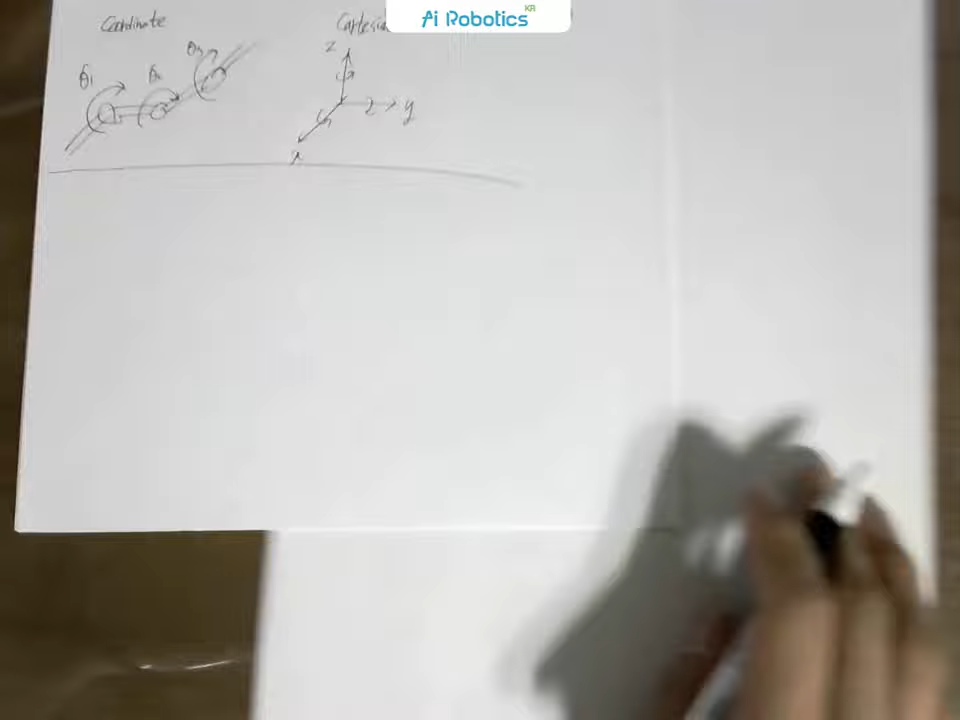 Ai Robotics KR
Coordinate
Cartesia
θ1
θ2
θ3
z
y
x